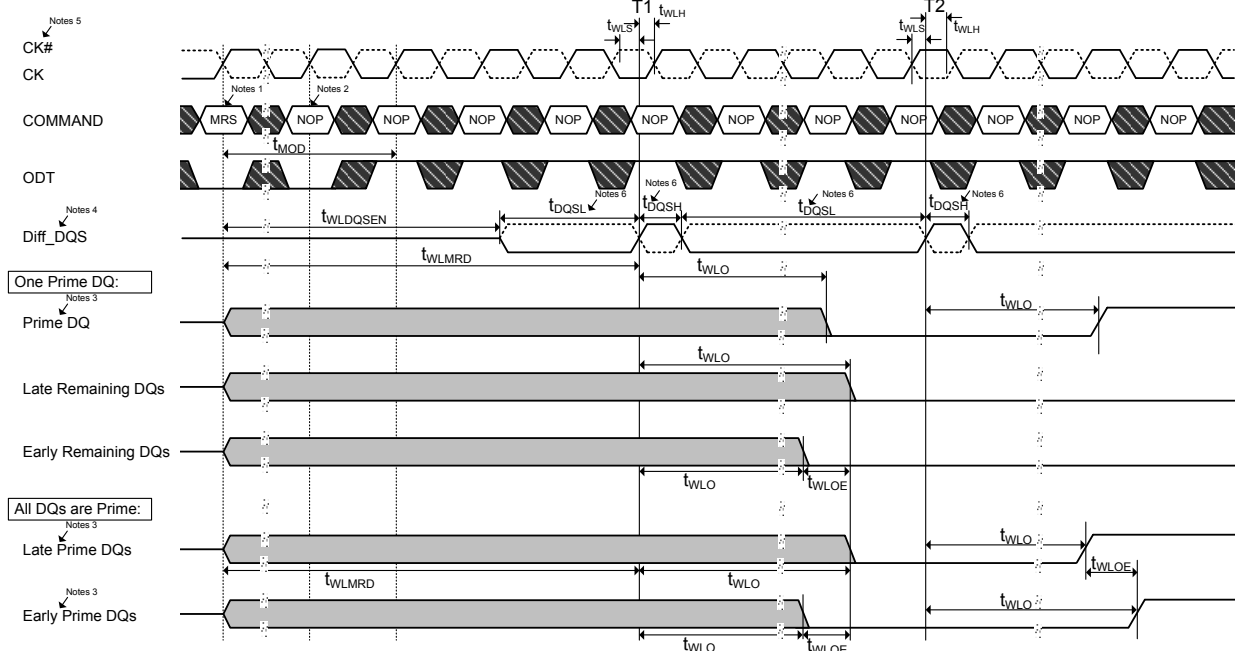 T1 T2
Notes 5
tWLS tWLH tWLS tWLH
CK#
CK
Notes 1 Notes 2
COMMAND MRS NOP NOP NOP NOP NOP NOP NOP NOP NOP NOP NOP
tMOD
ODT
Notes 4 Notes 6 Notes 6 Notes 6 Notes 6
tWLDQSEN tDQSL tDQSH tDQSL tDQSH
Diff_DQS
tWLMRD
tWLO
One Prime DQ:
Notes 3
tWLO
Prime DQ
tWLO
Late Remaining DQs
Early Remaining DQs
tWLO tWLOE
All DQs are Prime:
Notes 3
tWLO
Late Prime DQs
tWLMRD tWLO tWLOE
Notes 3
tWLO
Early Prime DQs
tWLO tWLOE